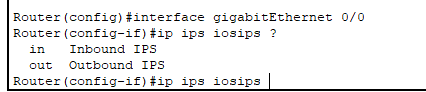 Router(config)#interface gigabitEthernet 0/0
Router(config-if)#ip ips iosips ?
  in   Inbound IPS
  out  Outbound IPS
Router(config-if)#ip ips iosips